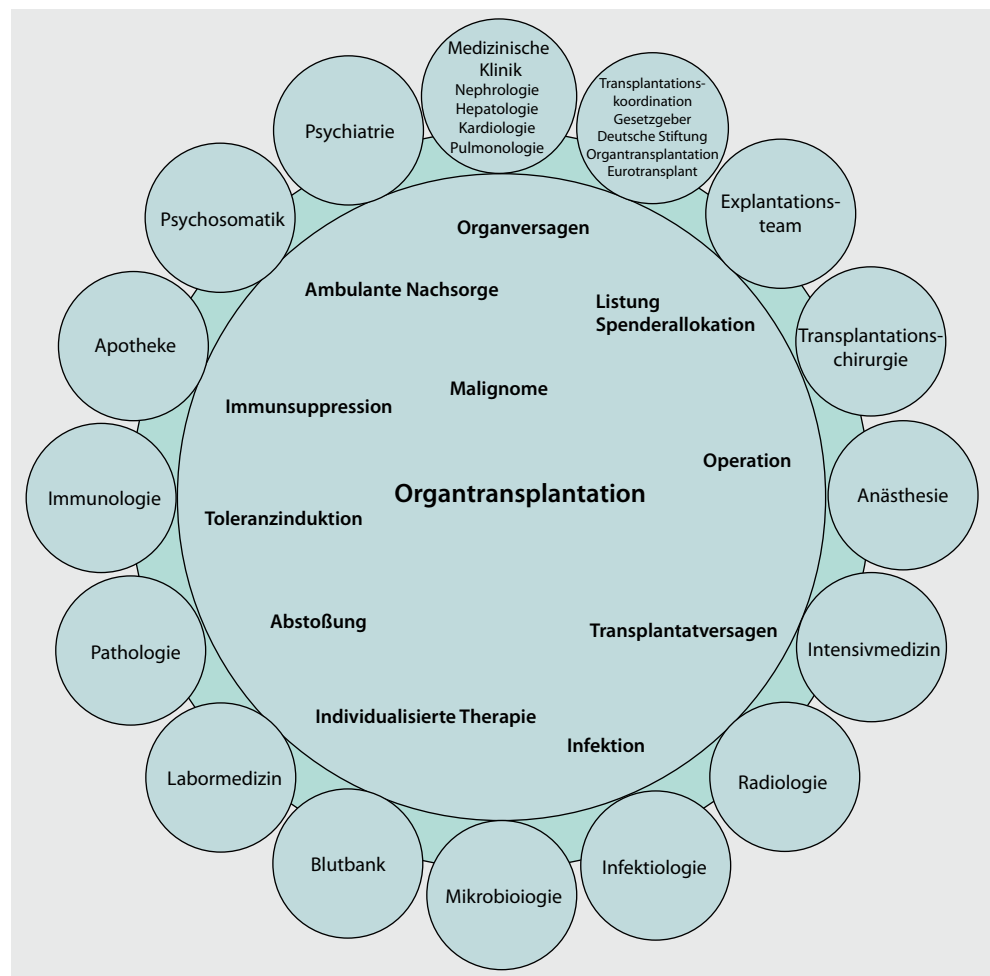 Medizinische
Klinik
Nephrologie
Hepatologie
Kardiologie
Pulmonologie
Transplantations-
koordination
Gesetzgeber
Deutsche Stiftung
Organtransplantation
Eurotransplant
Explantations-
team
Transplantations-
chirurgie
Anästhesie
Intensivmedizin
Radiologie
Infektiologie
Mikrobioiogie
Blutbank
Labormedizin
Pathologie
Immunologie
Apotheke
Psychosomatik
Psychiatrie
Organversagen
Ambulante Nachsorge
Listung
Spenderallokation
Malignome
Immunsuppression
Operation
Organtransplantation
Toleranzinduktion
Abstoßung
Transplantatversagen
Individualisierte Therapie
Infektion